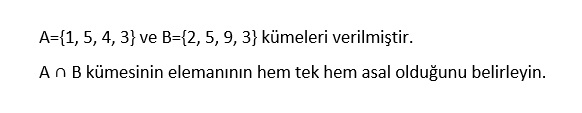 A={1, 5, 4, 3} ve B={2, 5, 9, 3} kümeleri verilmiştir.
A ∩ B kümesinin elemanının hem tek hem asal olduğunu belirleyin.